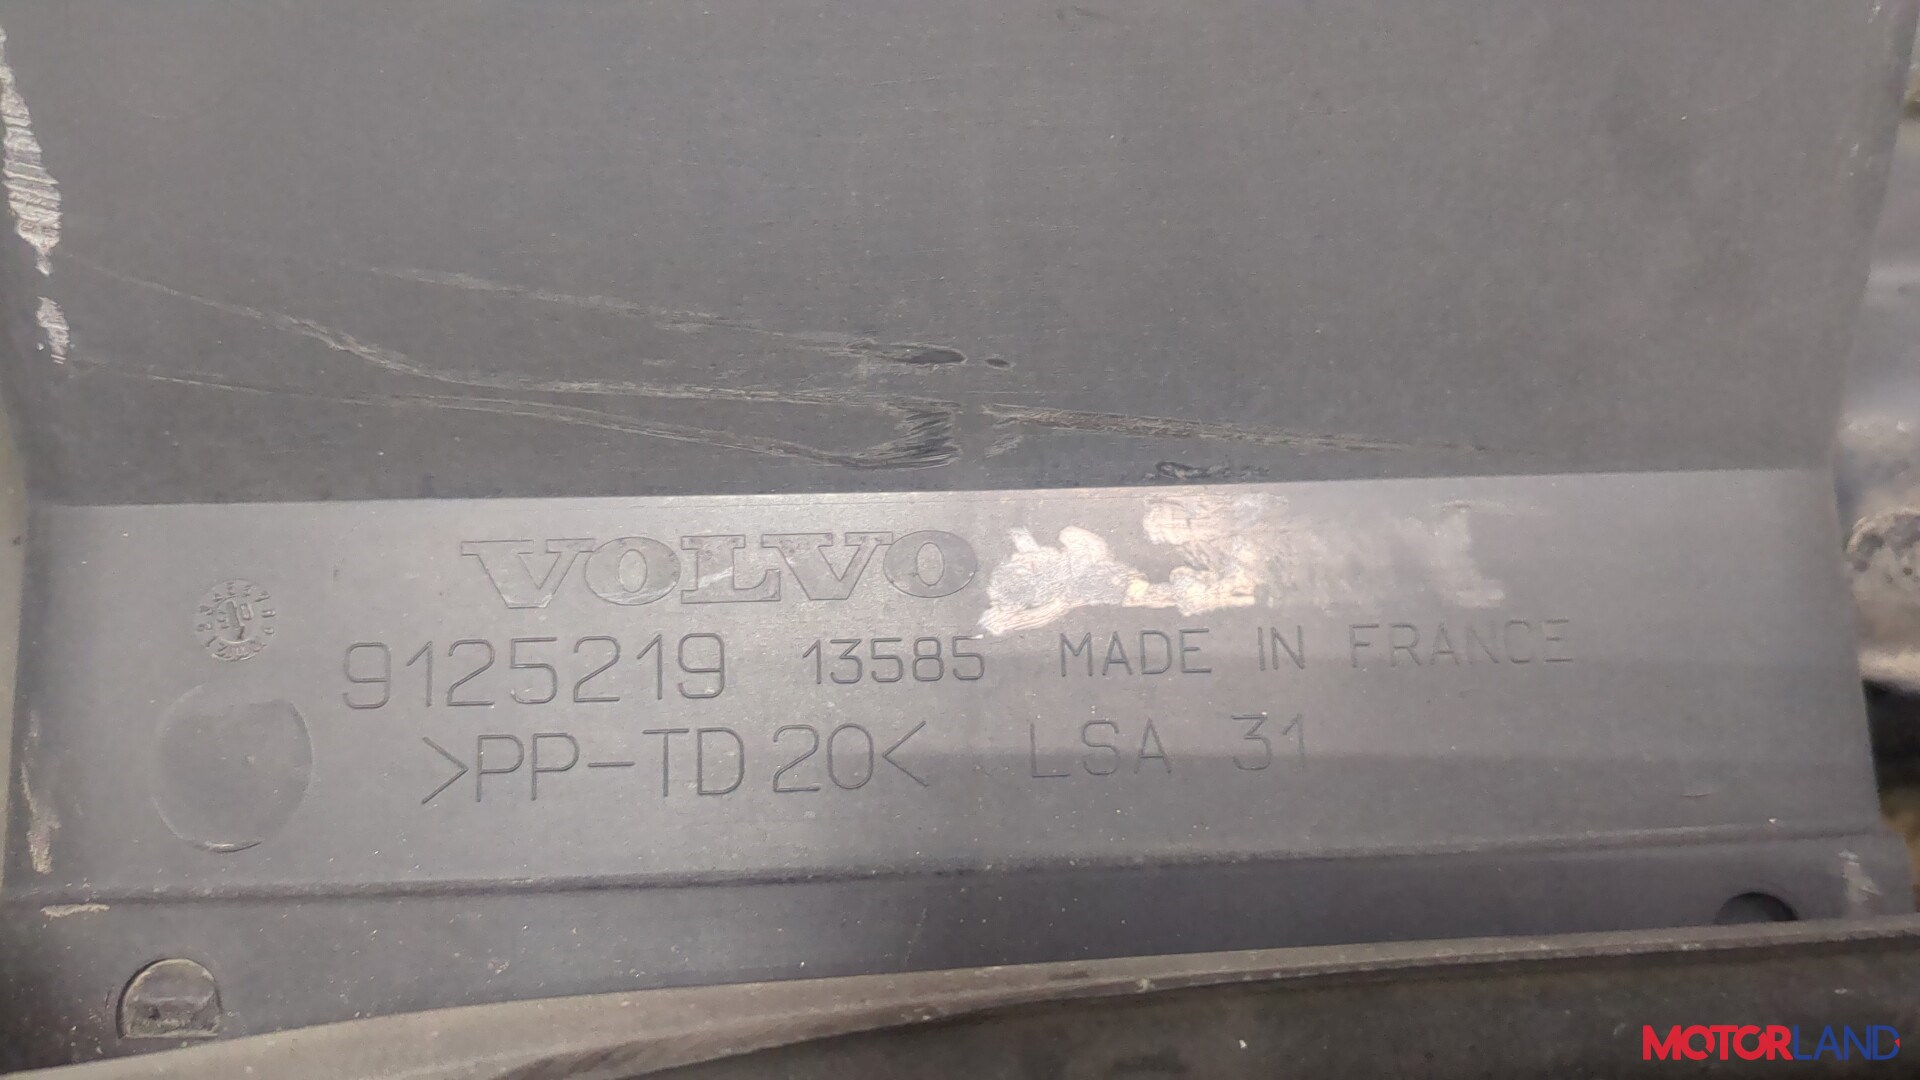 VOLVO
9125219 13585 MADE IN FRANCE
>PP-TD 20< LSA 31
MOTORLAND